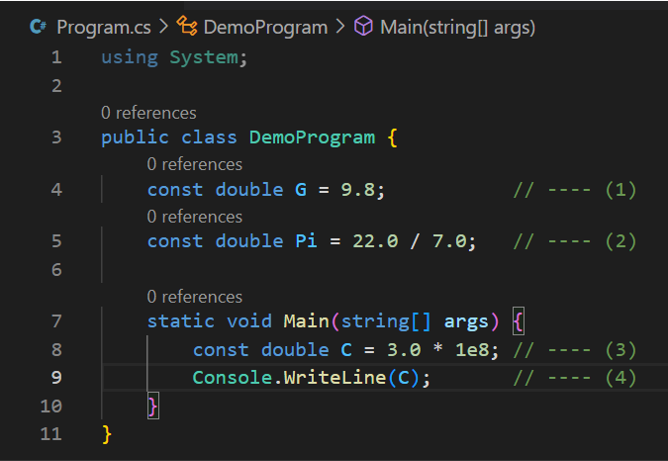 C# Program.cs > DemoProgram > Main(string[] args)
1 using System;
2
0 references
3 public class DemoProgram {
0 references
4 const double G = 9.8; // ---- (1)
0 references
5 const double Pi = 22.0 / 7.0; // ---- (2)
6
0 references
7 static void Main(string[] args) {
8 const double C = 3.0 * 1e8; // ---- (3)
9 Console.WriteLine(C); // ---- (4)
10 }
11 }